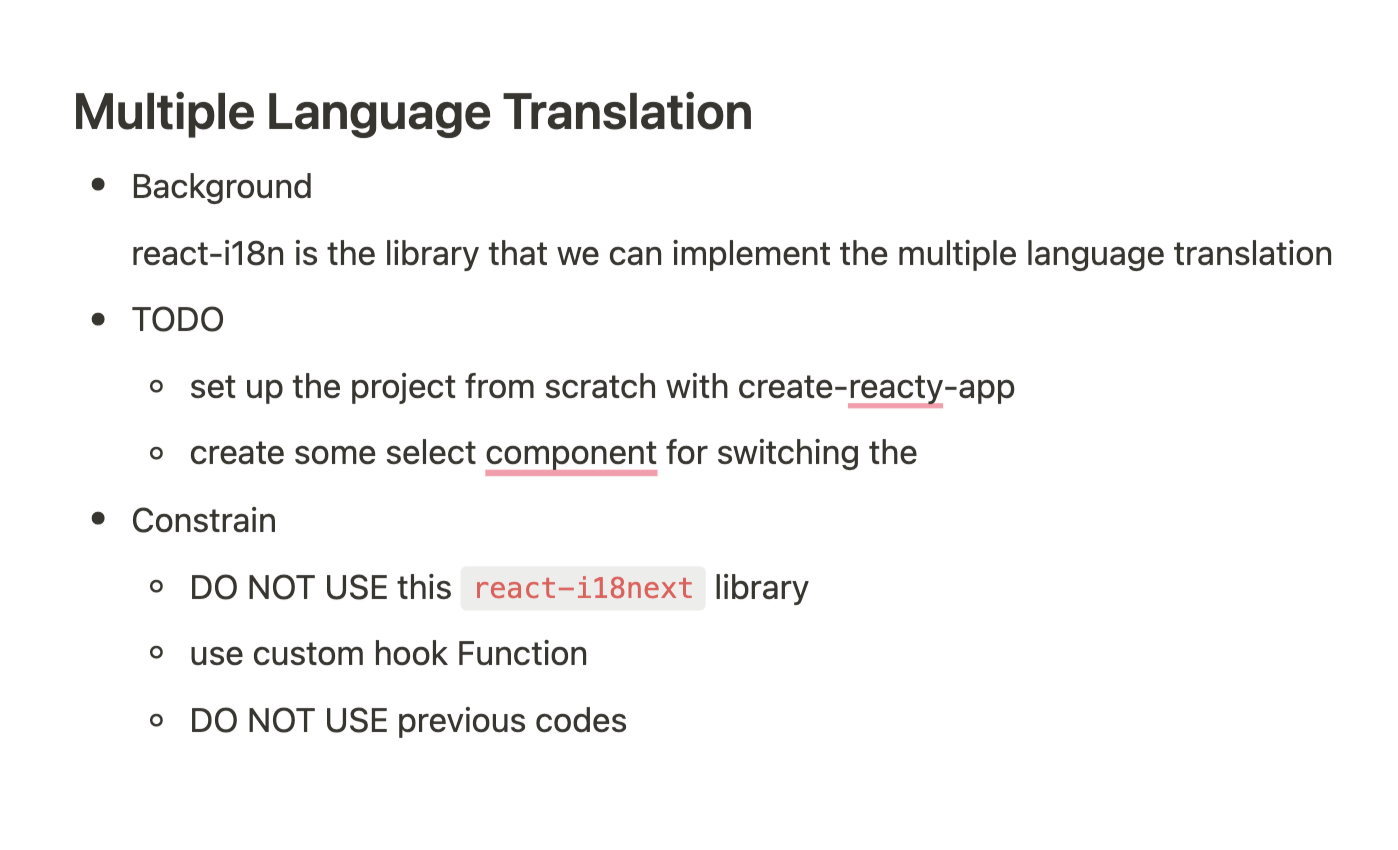 Multiple Language Translation
• Background
react-i18n is the library that we can implement the multiple language translation
• TODO
◦ set up the project from scratch with create-reacty-app
◦ create some select component for switching the
• Constrain
◦ DO NOT USE this react-i18next library
◦ use custom hook Function
◦ DO NOT USE previous codes